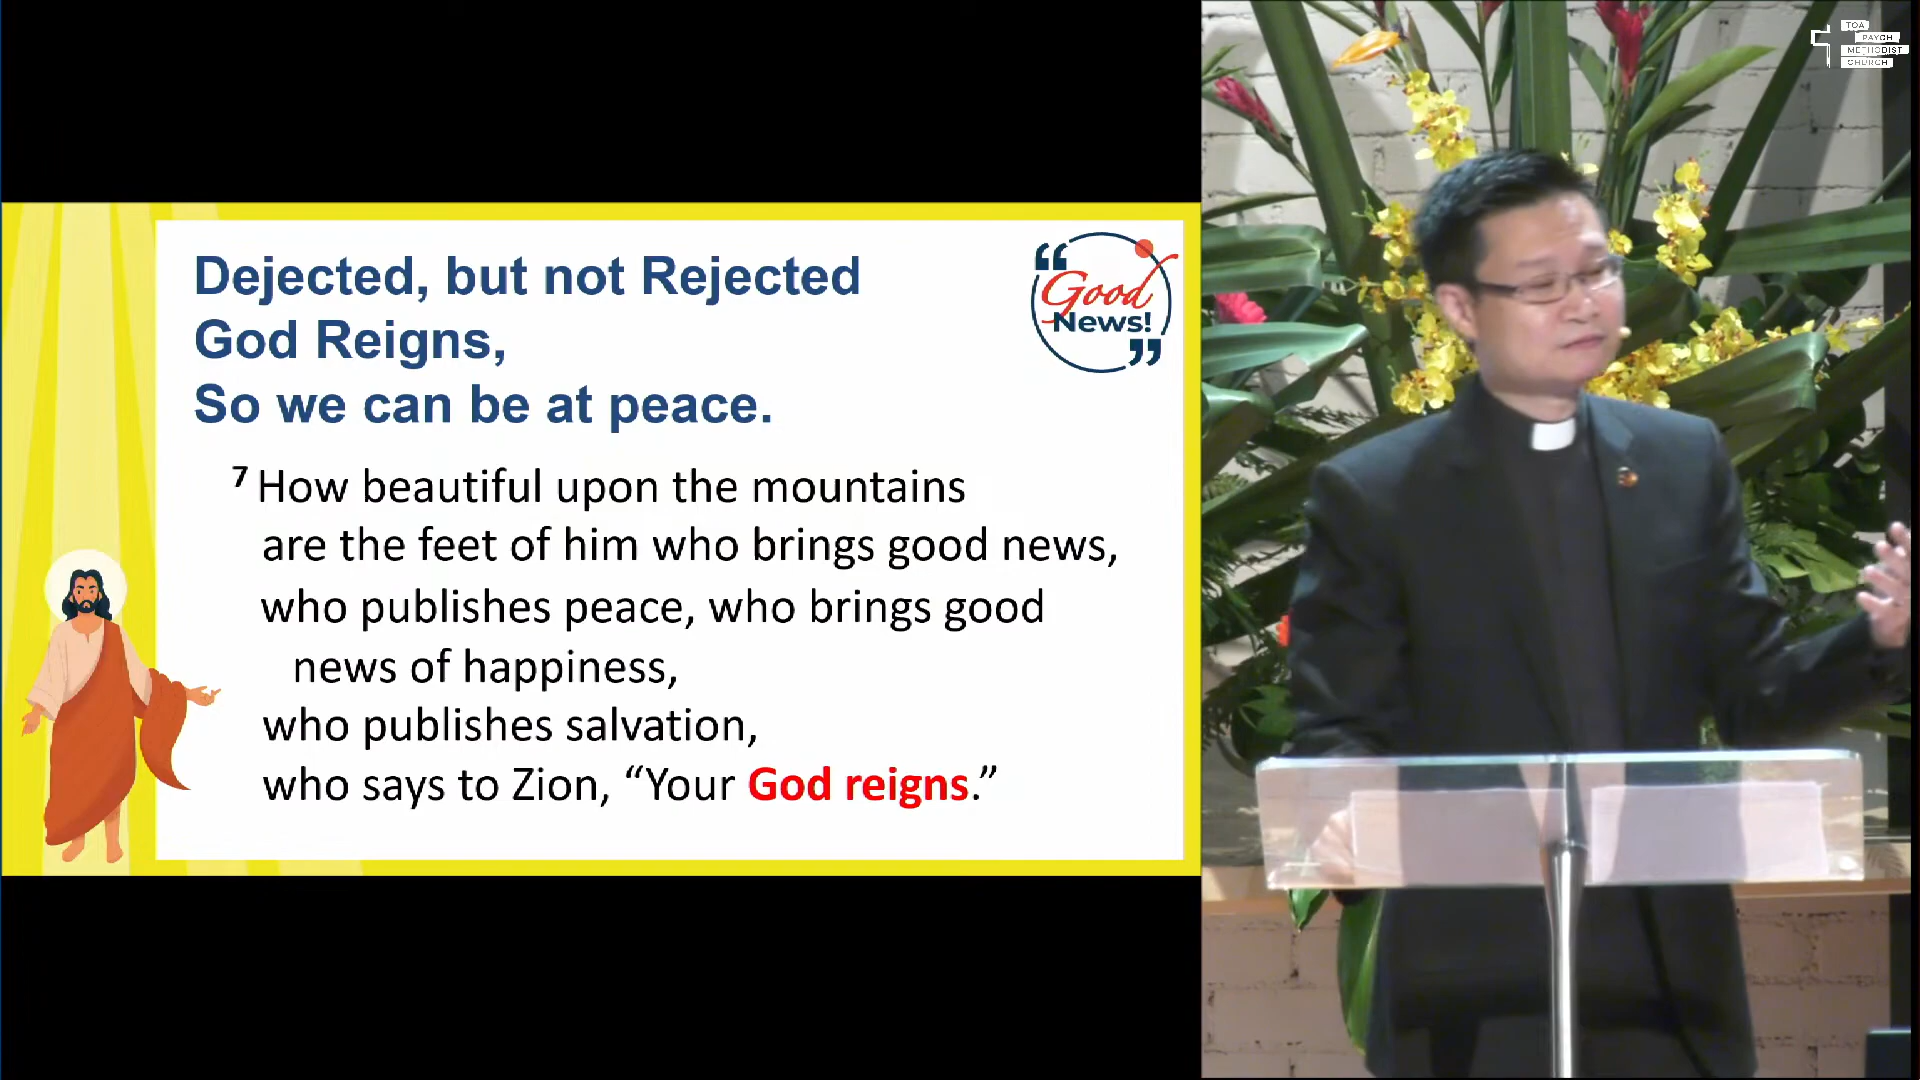 Dejected, but not Rejected
God Reigns,
So we can be at peace.
“Good
News!”
7 How beautiful upon the mountains
are the feet of him who brings good news,
who publishes peace, who brings good
news of happiness,
who publishes salvation,
who says to Zion, “Your God reigns.”
TOA
PAYOH
METHODIST
CHURCH